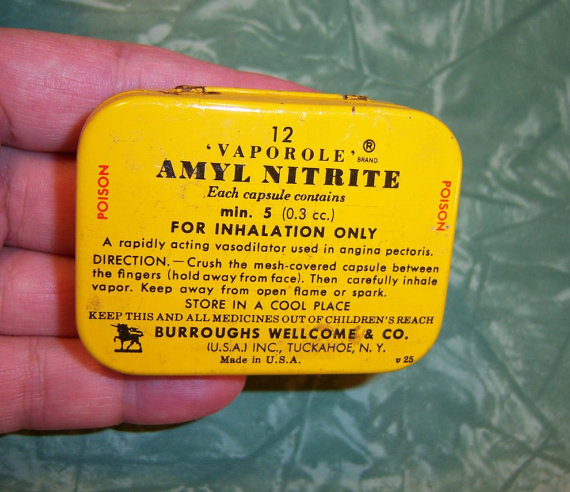 12
'VAPOROLE' ® BRAND
AMYL NITRITE
Each capsule contains
min. 5 (0.3 cc.)
FOR INHALATION ONLY
A rapidly acting vasodilator used in angina pectoris.
DIRECTION.—Crush the mesh-covered capsule between
the fingers (hold away from face). Then carefully inhale
vapor. Keep away from open flame or spark.
STORE IN A COOL PLACE
KEEP THIS AND ALL MEDICINES OUT OF CHILDREN'S REACH
BURROUGHS WELLCOME & CO.
(U.S.A.) INC., TUCKAHOE, N. Y.
Made in U.S.A.
v 25
POISON
POISON